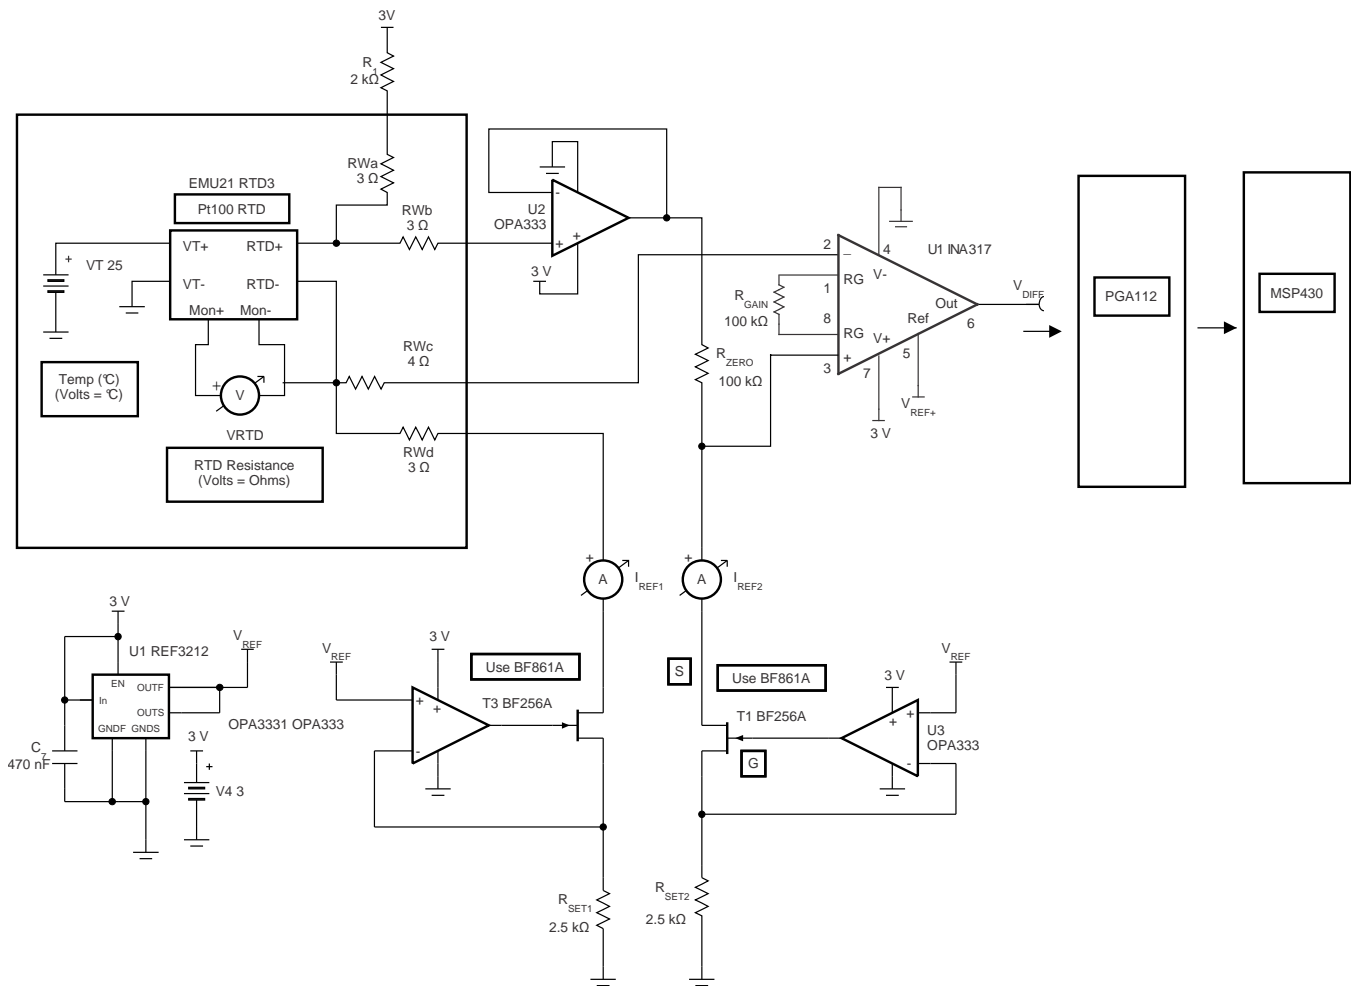 3V
R1
2 kΩ
RWa
3 Ω
EMU21 RTD3
Pt100 RTD
VT+
RTD+
VT-
RTD-
Mon+
Mon-
+
VT 25
RWb
3 Ω
-
+
+
U2
OPA333
3 V
Temp (°C)
(Volts = °C)
+
V
VRTD
RTD Resistance
(Volts = Ohms)
RWc
4 Ω
RWd
3 Ω
RGAIN
100 kΩ
RZERO
100 kΩ
2
–
4
U1 INA317
RG
V-
1
8
RG
V+
Out
6
Ref
5
+
3
7
3 V
VREF+
VDIFF
PGA112
MSP430
+
A
IREF1
+
A
IREF2
3 V
U1 REF3212
VREF
EN
In
OUTF
OUTS
GNDF
GNDS
C7
470 nF
3 V
+
V4 3
OPA3331 OPA333
VREF
3 V
+
+
-
Use BF861A
T3 BF256A
RSET1
2.5 kΩ
S
Use BF861A
T1 BF256A
G
3 V
VREF
+
+
-
U3
OPA333
RSET2
2.5 kΩ